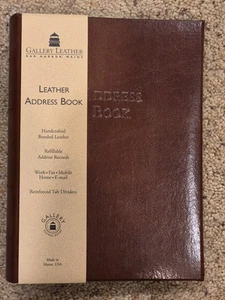 GALLERY LEATHER
BAR HARBOR, MAINE
LEATHER
ADDRESS BOOK
Handcrafted
Bonded Leather
Refillable
Address Records
Work • Fax • Mobile
Home • E-mail
Reinforced Tab Dividers
GALLERY
Made in
Maine, USA
ADDRESS
BOOK